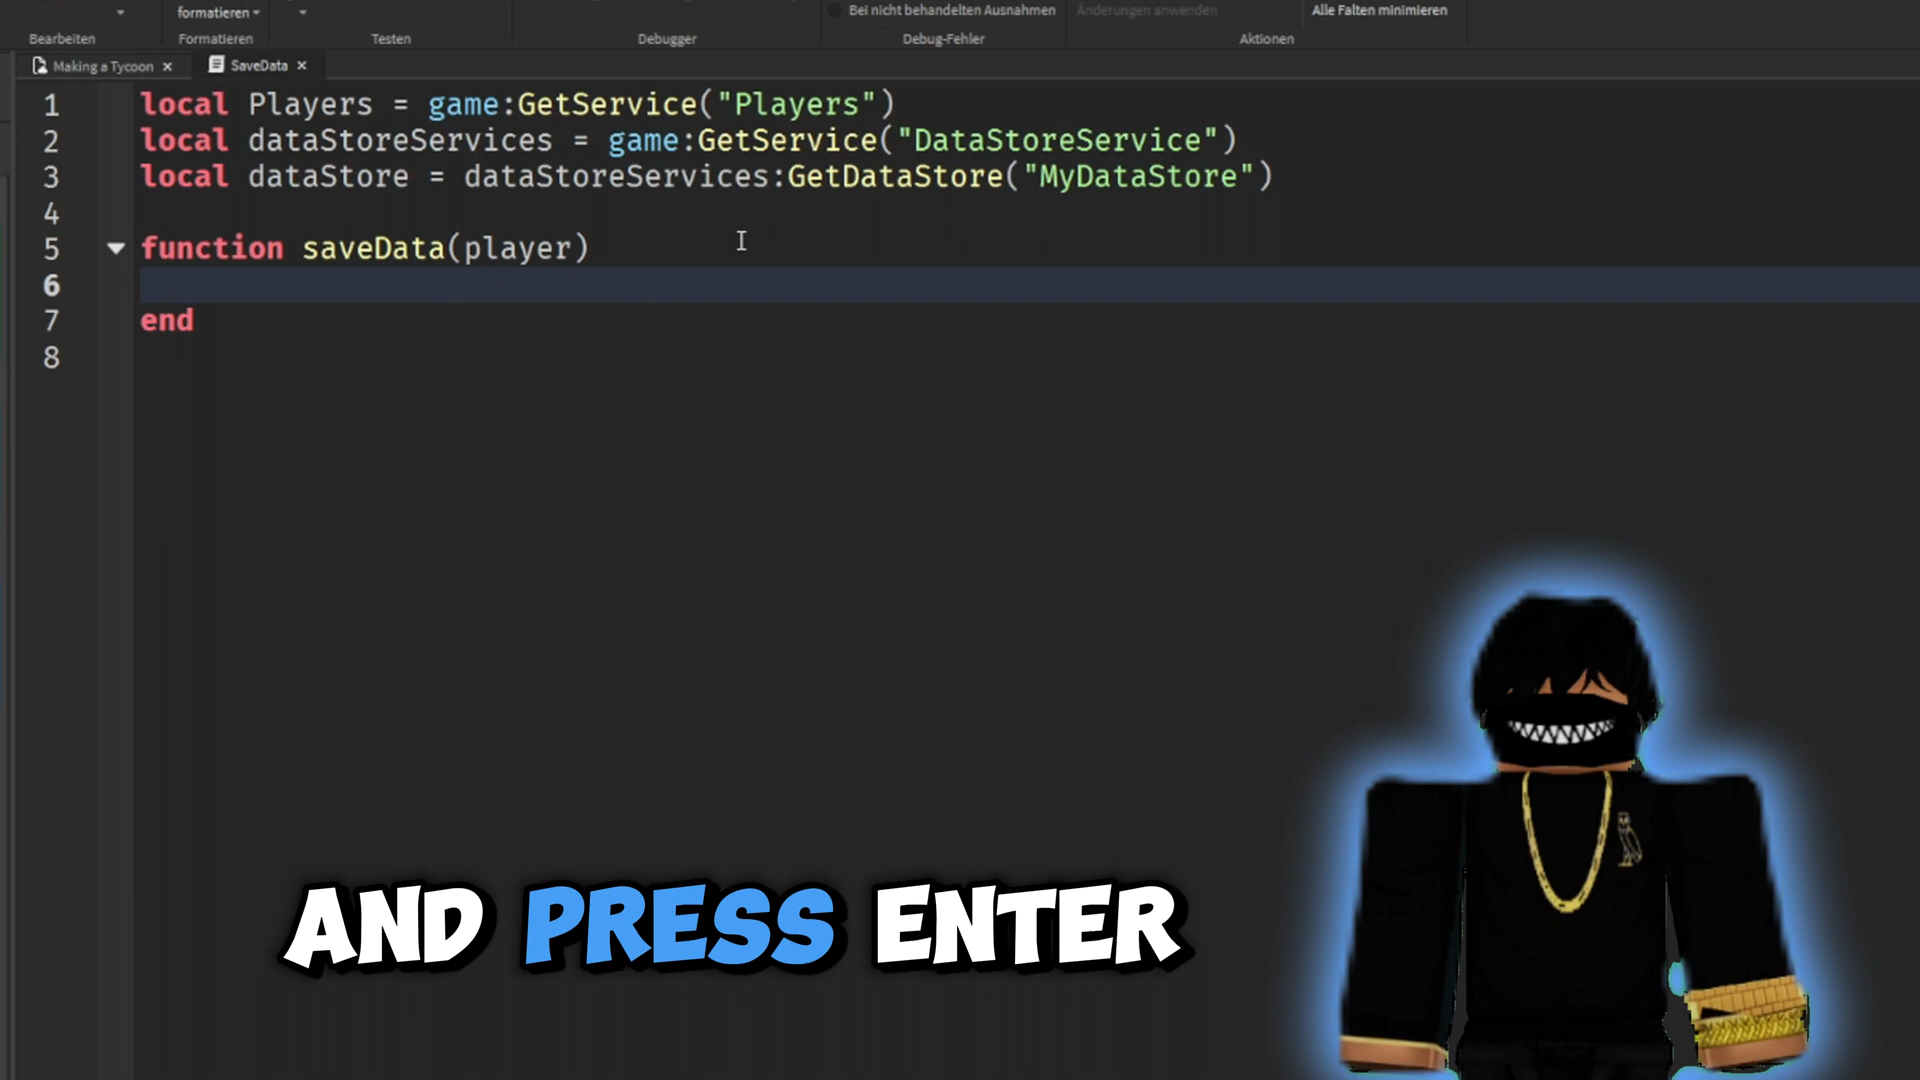 formatieren
Bei nicht behandelten Ausnahmen
Änderungen anwenden
Alle Falten minimieren
Bearbeiten
Formatieren
Testen
Debugger
Debug-Fehler
Aktionen
Making a Tycoon ×
SaveData ×
1 local Players = game:GetService("Players")
2 local dataStoreServices = game:GetService("DataStoreService")
3 local dataStore = dataStoreServices:GetDataStore("MyDataStore")
4
5 function saveData(player)
6
7 end
8
AND PRESS ENTER